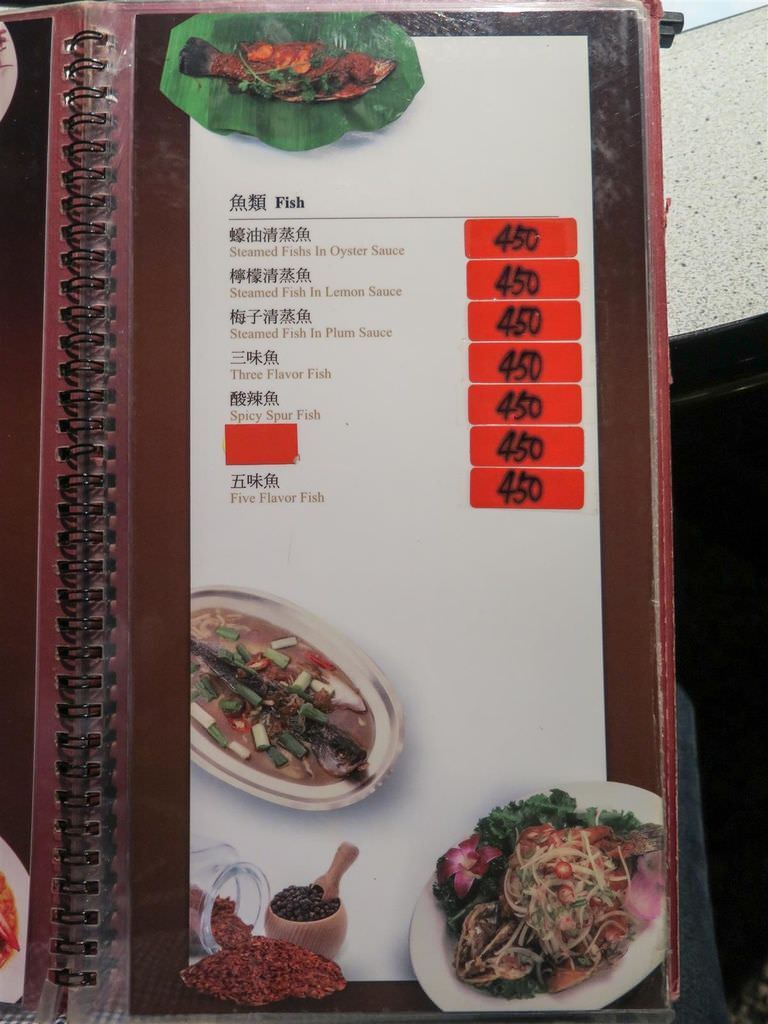 魚類 Fish
蠔油清蒸魚 450
Steamed Fishs In Oyster Sauce
檸檬清蒸魚 450
Steamed Fish In Lemon Sauce
梅子清蒸魚 450
Steamed Fish In Plum Sauce
三味魚 450
Three Flavor Fish
酸辣魚 450
Spicy Spur Fish
450
五味魚 450
Five Flavor Fish